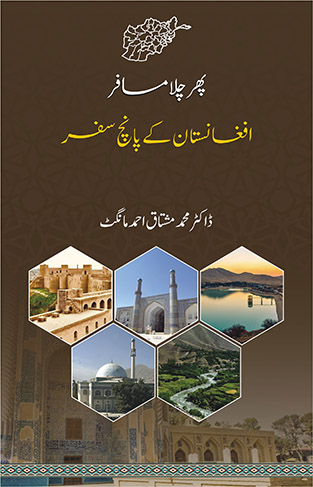 پھر چلا مسافر
افغانستان کے پانچ سفر
ڈاکٹر محمد مشتاق احمد مانگٹ